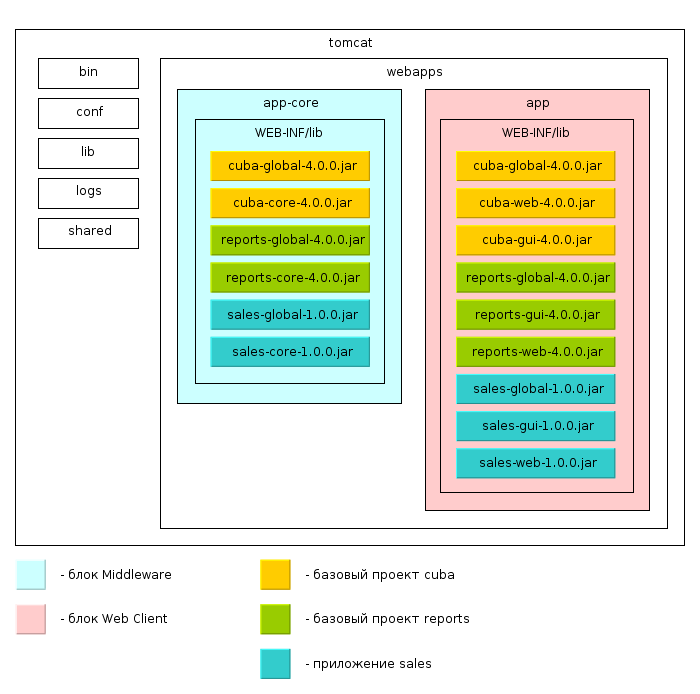 tomcat
bin
conf
lib
logs
shared
webapps
app-core
WEB-INF/lib
cuba-global-4.0.0.jar
cuba-core-4.0.0.jar
reports-global-4.0.0.jar
reports-core-4.0.0.jar
sales-global-1.0.0.jar
sales-core-1.0.0.jar
app
WEB-INF/lib
cuba-global-4.0.0.jar
cuba-web-4.0.0.jar
cuba-gui-4.0.0.jar
reports-global-4.0.0.jar
reports-gui-4.0.0.jar
reports-web-4.0.0.jar
sales-global-1.0.0.jar
sales-gui-1.0.0.jar
sales-web-1.0.0.jar
- блок Middleware
- блок Web Client
- базовый проект cuba
- базовый проект reports
- приложение sales